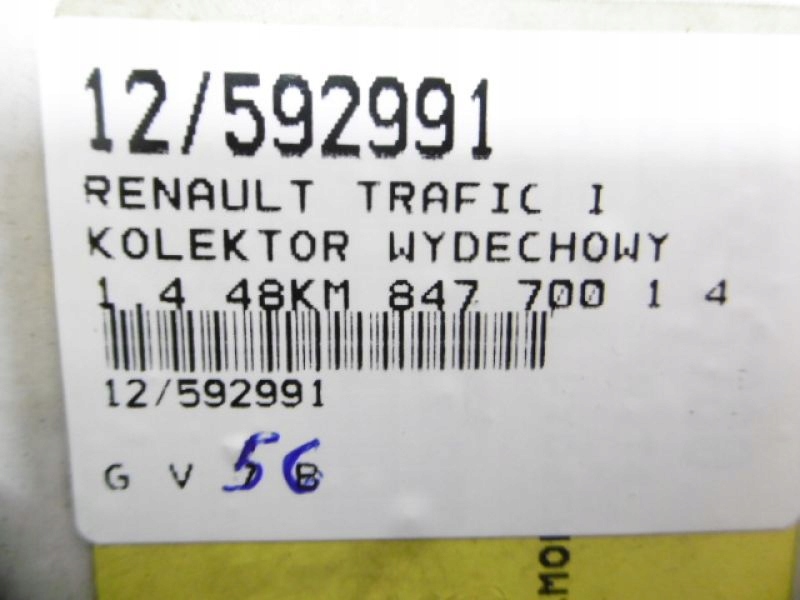 12/592991
RENAULT TRAFIC I
KOLEKTOR WYDECHOWY
1.4 48KM 847 700 1 4
12/592991
G V 56